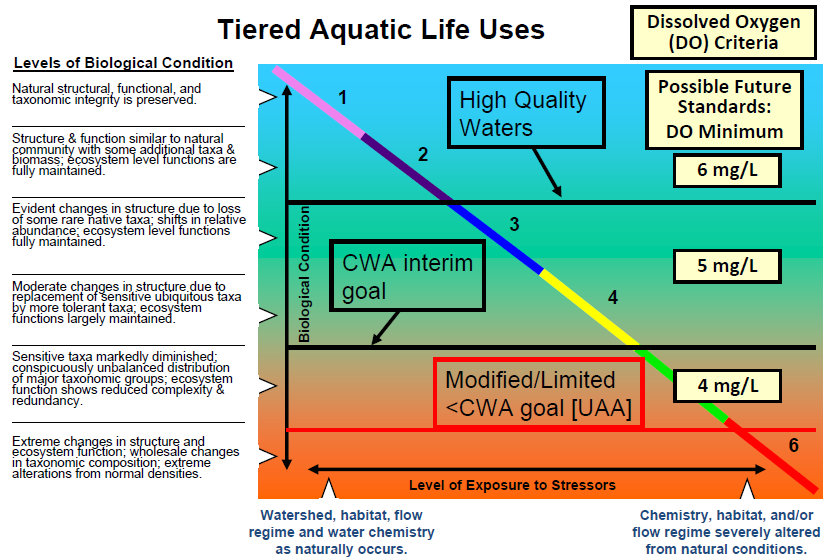 Tiered Aquatic Life Uses
Dissolved Oxygen
(DO) Criteria
Levels of Biological Condition
Natural structural, functional, and
taxonomic integrity is preserved.
Structure & function similar to natural
community with some additional taxa &
biomass; ecosystem level functions are
fully maintained.
Evident changes in structure due to loss
of some rare native taxa; shifts in relative
abundance; ecosystem level functions
fully maintained.
Moderate changes in structure due to
replacement of sensitive ubiquitous taxa
by more tolerant taxa; ecosystem
functions largely maintained.
Sensitive taxa markedly diminished;
conspicuously unbalanced distribution
of major taxonomic groups; ecosystem
function shows reduced complexity &
redundancy.
Extreme changes in structure and
ecosystem function; wholesale changes
in taxonomic composition; extreme
alterations from normal densities.
Biological Condition
1
2
3
4
6
High Quality
Waters
CWA interim
goal
Modified/Limited
<CWA goal [UAA]
Possible Future
Standards:
DO Minimum
6 mg/L
5 mg/L
4 mg/L
Level of Exposure to Stressors
Watershed, habitat, flow
regime and water chemistry
as naturally occurs.
Chemistry, habitat, and/or
flow regime severely altered
from natural conditions.